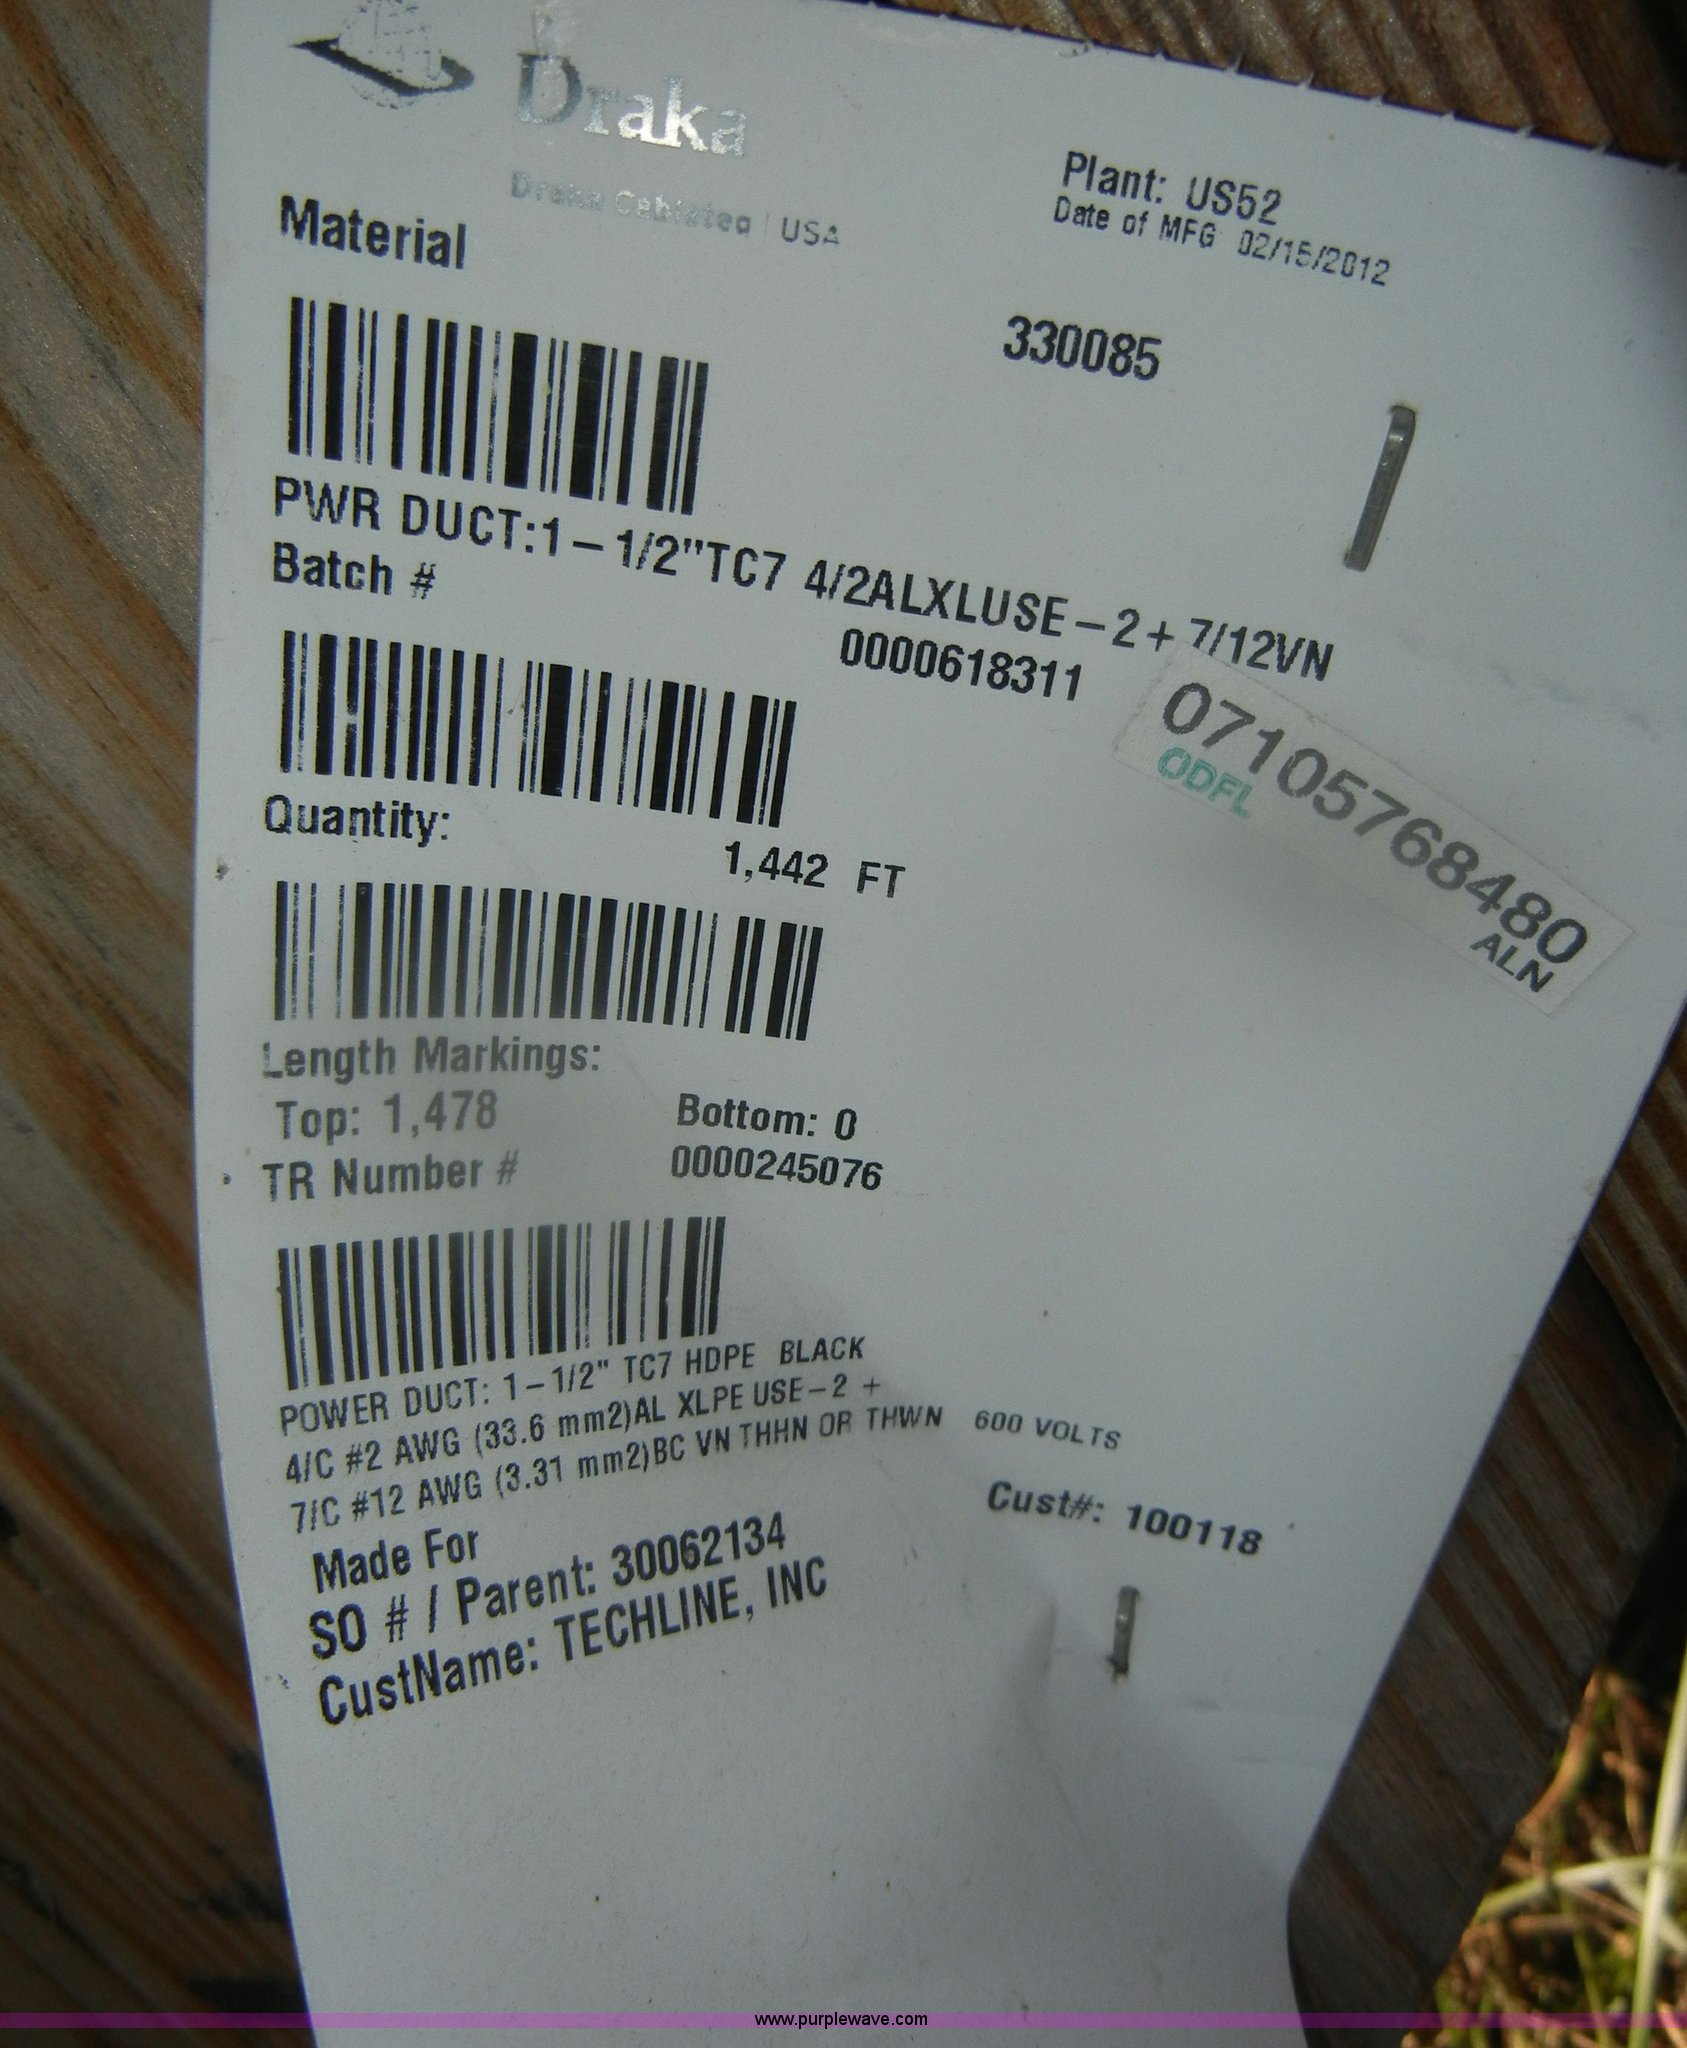 Draka
Draka Cableteq | USA
Plant: US52
Date of MFG 02/15/2012
Material
330085
PWR DUCT:1-1/2"TC7 4/2ALXLUSE-2+ 7/12VN
Batch #
0000618311
07105768480
ODFL
ALN
Quantity:
1,442 FT
Length Markings:
Top: 1,478 Bottom: 0
TR Number # 0000245076
POWER DUCT: 1-1/2" TC7 HDPE BLACK
4/C #2 AWG (33.6 mm2)AL XLPE USE-2 +
7/C #12 AWG (3.31 mm2)BC VN THHN OR THWN 600 VOLTS
Made For
Cust#: 100118
SO # / Parent: 30062134
CustName: TECHLINE, INC
www.purplewave.com